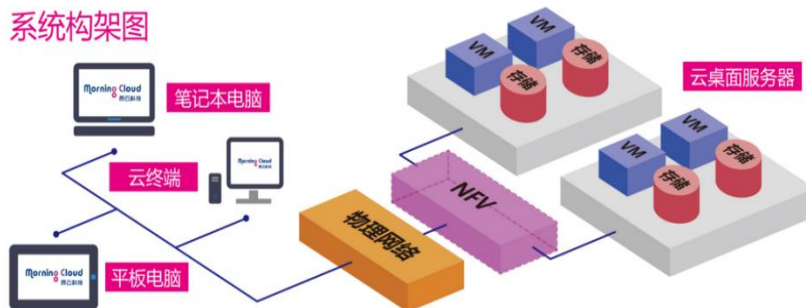 系统构架图
VM
VM
存储
存储
云桌面服务器
Morning Cloud
笔记本电脑
云终端
Morning Cloud
VM
VM
存储
存储
NFV
物理网络
平板电脑
Morning Cloud